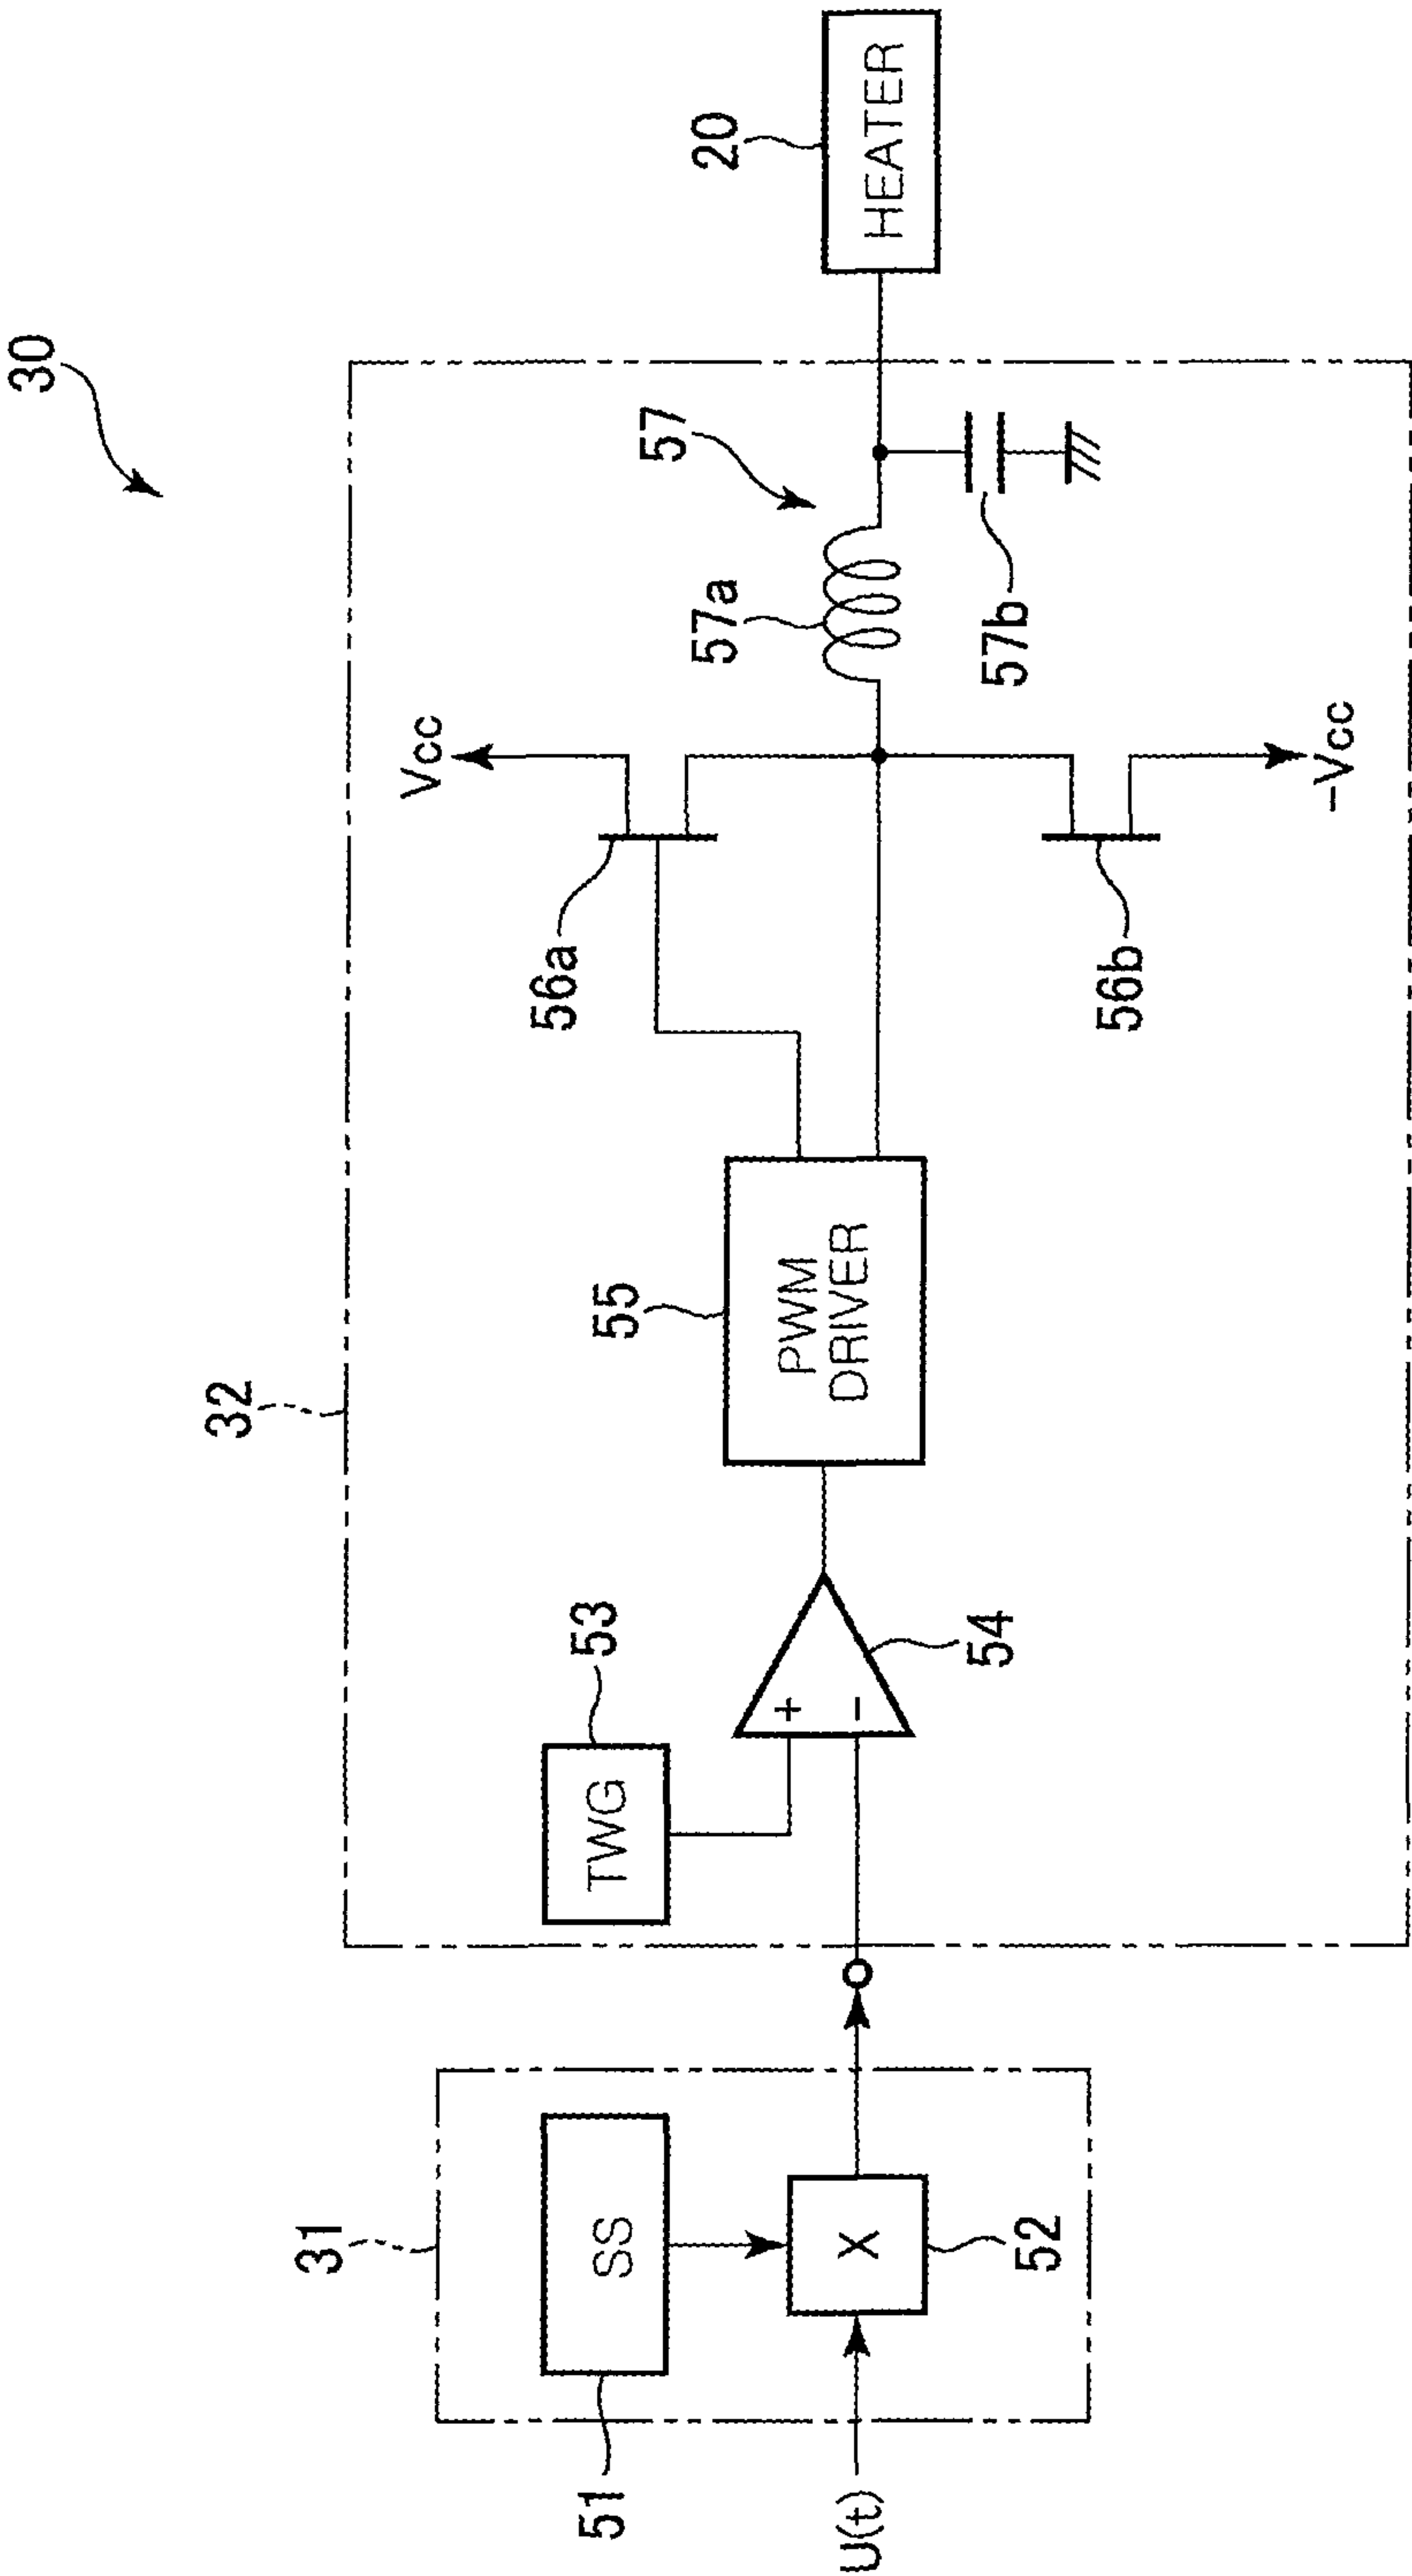 30
32
31
51
SS
X
52
U(t)
53
TWG
+
−
54
55
PWM
DRIVER
56a
Vcc
56b
−Vcc
57
57a
57b
20
HEATER